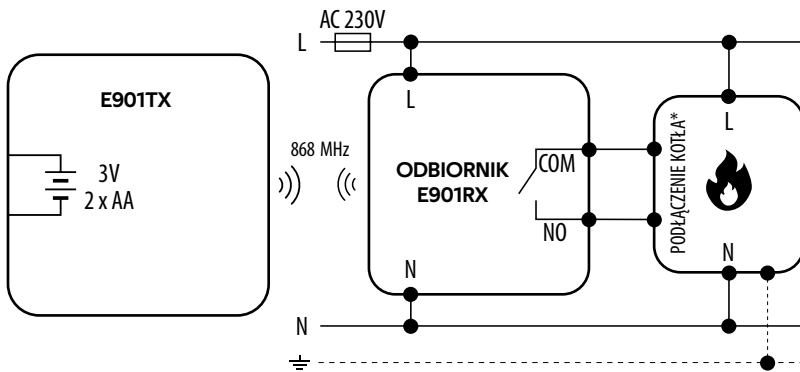 AC 230V
L
E901TX
3V
2 x AA
868 MHz
L
ODBIORNIK
E901RX
COM
NO
N
PODŁĄCZENIE KOTŁA*
L
N
N